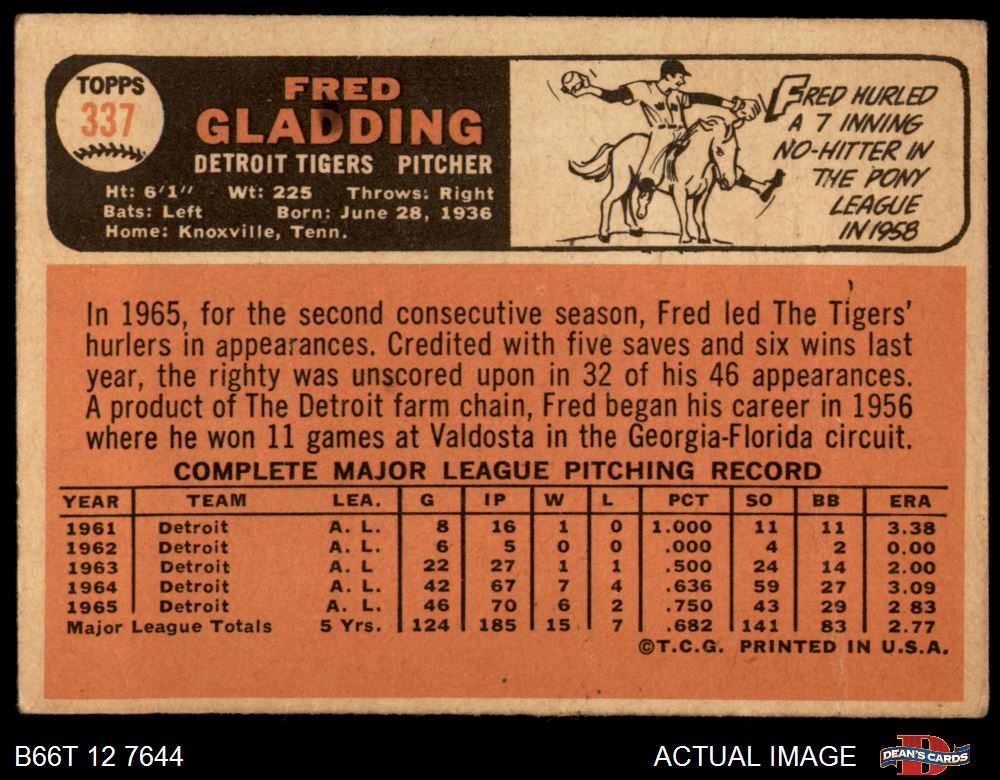 TOPPS
337
FRED
GLADDING
DETROIT TIGERS PITCHER
Ht: 6'1" Wt: 225 Throws: Right
Bats: Left Born: June 28, 1936
Home: Knoxville, Tenn.
FRED HURLED
A 7 INNING
NO-HITTER IN
THE PONY
LEAGUE
IN 1958
In 1965, for the second consecutive season, Fred led The Tigers'
hurlers in appearances. Credited with five saves and six wins last
year, the righty was unscored upon in 32 of his 46 appearances.
A product of The Detroit farm chain, Fred began his career in 1956
where he won 11 games at Valdosta in the Georgia-Florida circuit.
COMPLETE MAJOR LEAGUE PITCHING RECORD
YEAR TEAM LEA. G IP W L PCT SO BB ERA
1961 Detroit A. L. 8 16 1 0 1.000 11 11 3.38
1962 Detroit A. L. 6 5 0 0 .000 4 2 0.00
1963 Detroit A. L 22 27 1 1 .500 24 14 2.00
1964 Detroit A. L. 42 67 7 4 .636 59 27 3.09
1965 Detroit A. L. 46 70 6 2 .750 43 29 2 83
Major League Totals 5 Yrs. 124 185 15 7 .682 141 83 2.77
©T.C.G. PRINTED IN U.S.A.
B66T 12 7644
ACTUAL IMAGE
DEAN'S CARDS